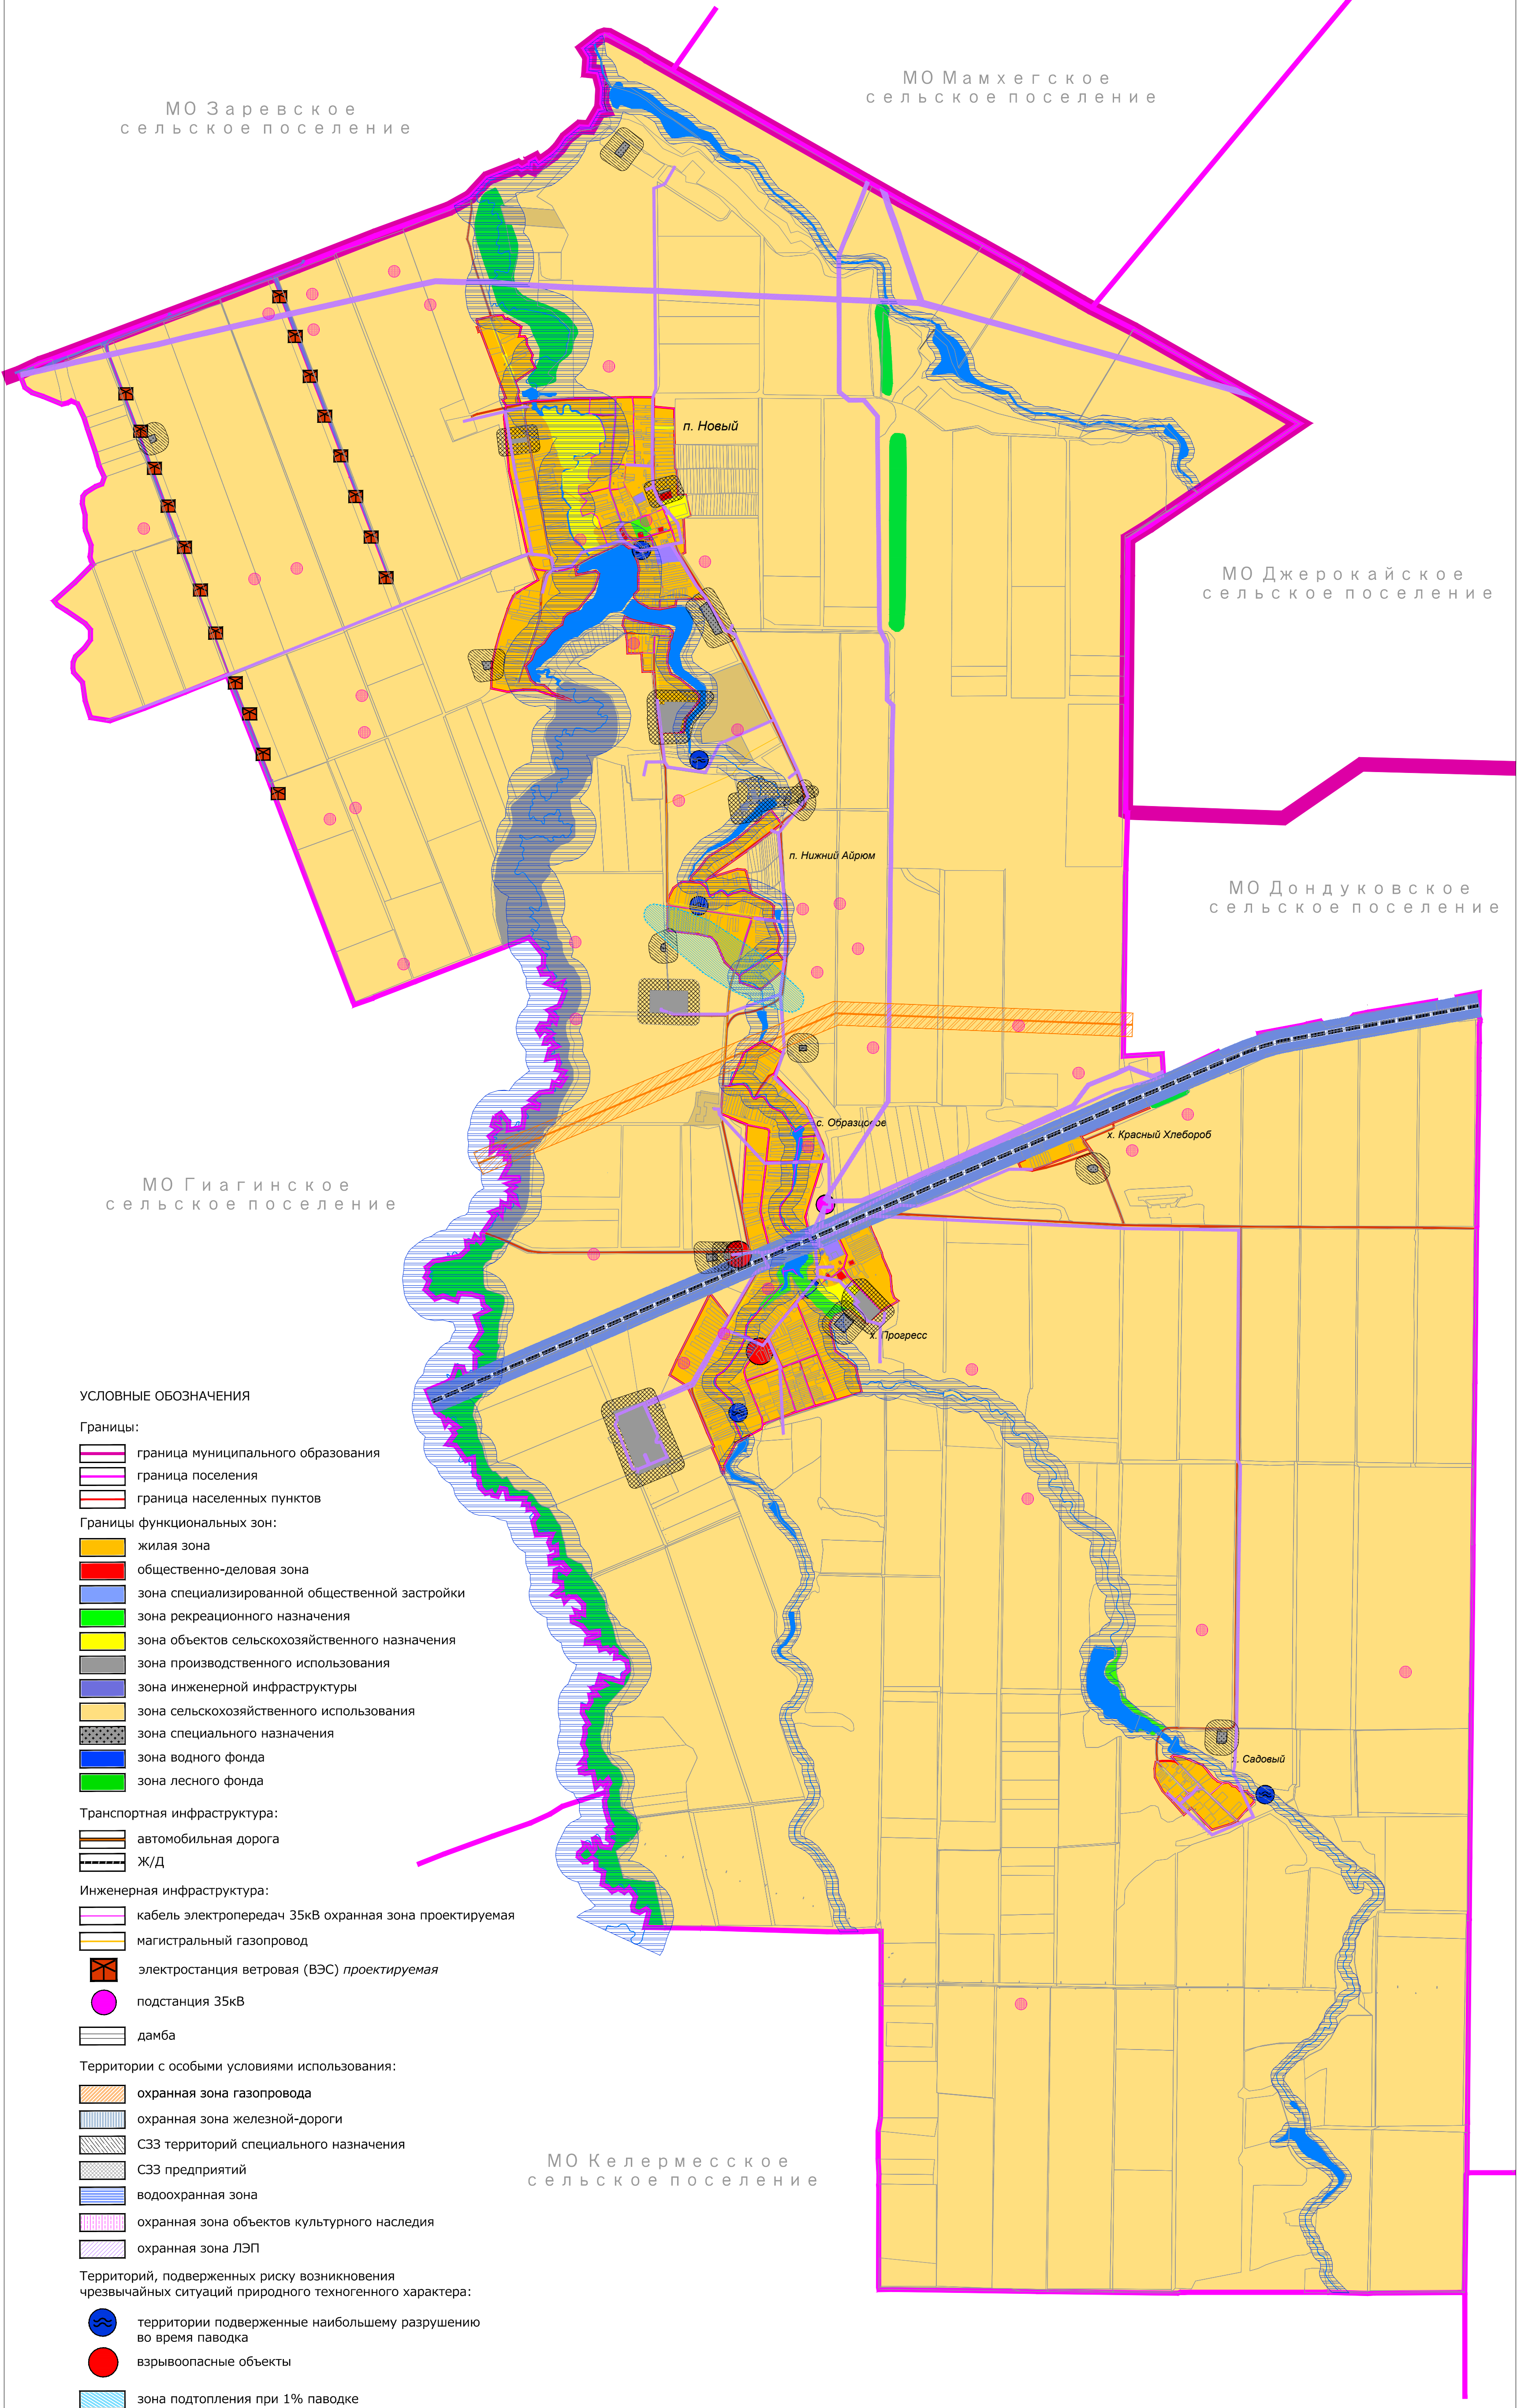 МО Мамхегское
сельское поселение
МО Заревское
сельское поселение
п. Новый
МО Джерокайское
сельское поселение
п. Нижний Айрюм
МО Дондуковское
сельское поселение
с. Образцовое
х. Красный Хлебороб
МО Гиагинское
сельское поселение
х. Прогресс
х. Садовый
МО Келермесское
сельское поселение
УСЛОВНЫЕ ОБОЗНАЧЕНИЯ
Границы:
граница муниципального образования
граница поселения
граница населенных пунктов
Границы функциональных зон:
жилая зона
общественно-деловая зона
зона специализированной общественной застройки
зона рекреационного назначения
зона объектов сельскохозяйственного назначения
зона производственного использования
зона инженерной инфраструктуры
зона сельскохозяйственного использования
зона специального назначения
зона водного фонда
зона лесного фонда
Транспортная инфраструктура:
автомобильная дорога
Ж/Д
Инженерная инфраструктура:
кабель электропередач 35кВ охранная зона проектируемая
магистральный газопровод
электростанция ветровая (ВЭС) проектируемая
подстанция 35кВ
дамба
Территории с особыми условиями использования:
охранная зона газопровода
охранная зона железной-дороги
СЗЗ территорий специального назначения
СЗЗ предприятий
водоохранная зона
охранная зона объектов культурного наследия
охранная зона ЛЭП
Территорий, подверженных риску возникновения
чрезвычайных ситуаций природного техногенного характера:
территории подверженные наибольшему разрушению
во время паводка
взрывоопасные объекты
зона подтопления при 1% паводке